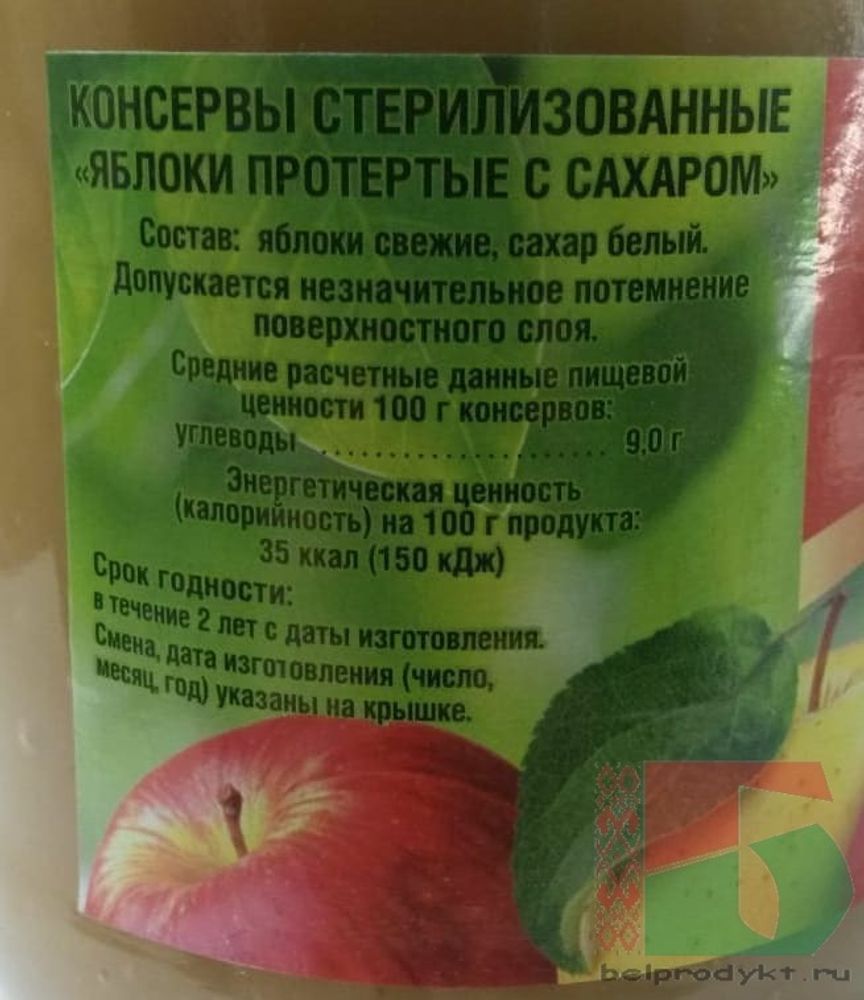 КОНСЕРВЫ СТЕРИЛИЗОВАННЫЕ
«ЯБЛОКИ ПРОТЕРТЫЕ С САХАРОМ»
Состав: яблоки свежие, сахар белый.
Допускается незначительное потемнение
поверхностного слоя.
Средние расчетные данные пищевой
ценности 100 г консервов:
углеводы .......................... 9,0 г
Энергетическая ценность
(калорийность) на 100 г продукта:
35 ккал (150 кДж)
Срок годности:
в течение 2 лет с даты изготовления.
Смена, дата изготовления (число,
месяц, год) указаны на крышке.
belprodykt.ru